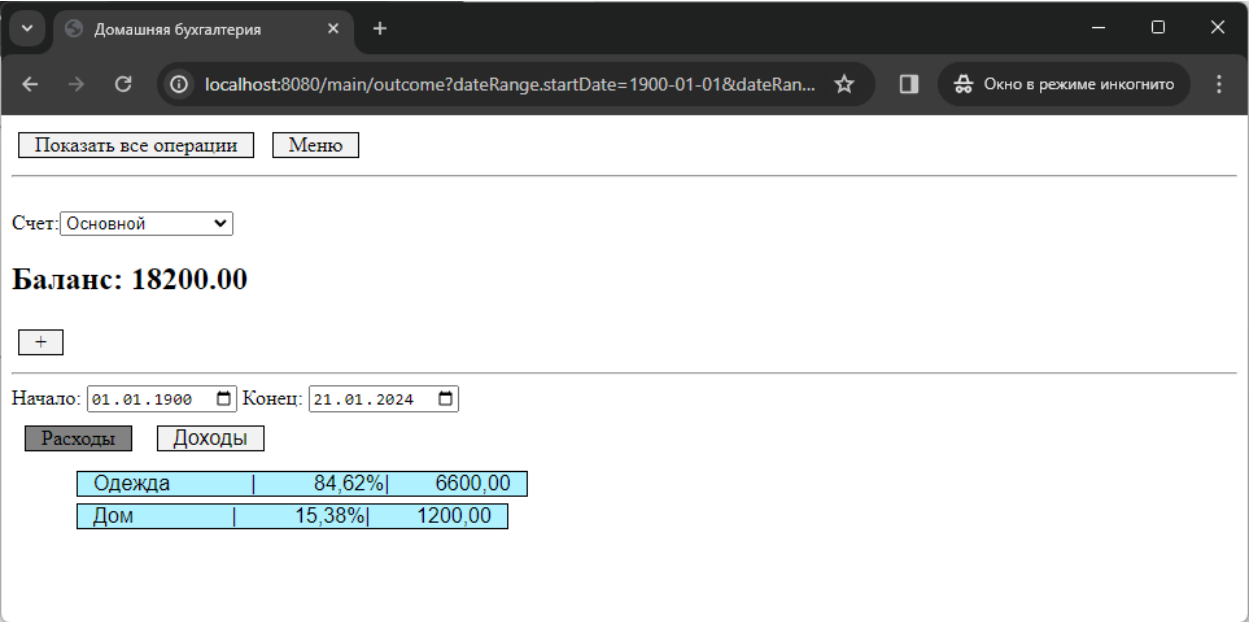 Домашняя бухгалтерия
localhost:8080/main/outcome?dateRange.startDate=1900-01-01&dateRan... Окно в режиме инкогнито
Показать все операции Меню
Счет: Основной
Баланс: 18200.00
+
Начало: 01.01.1900 Конец: 21.01.2024
Расходы Доходы
Одежда | 84,62%| 6600,00
Дом | 15,38%| 1200,00